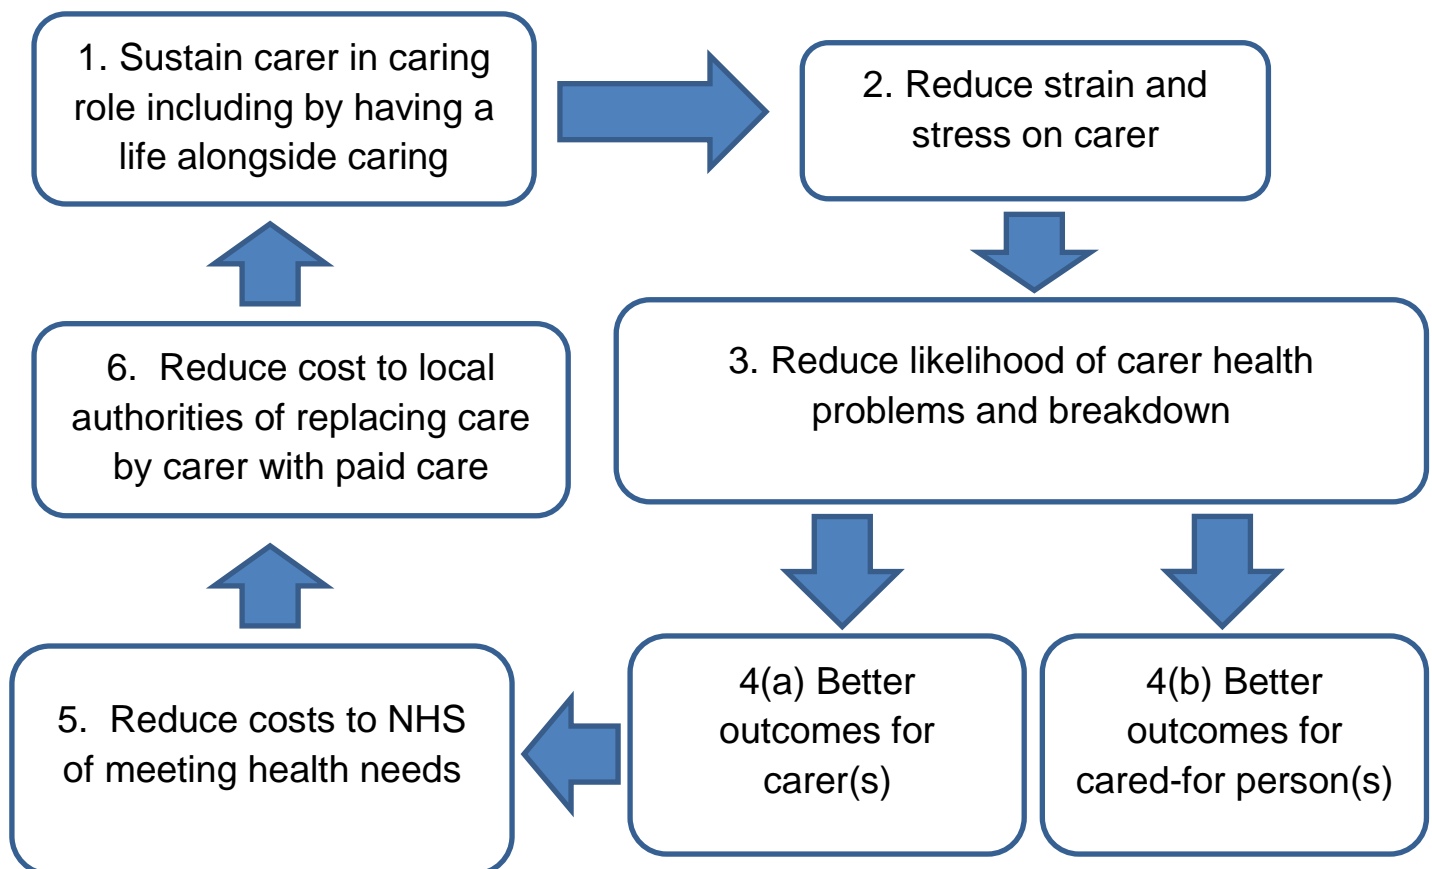 1. Sustain carer in caring
role including by having a
life alongside caring
2. Reduce strain and
stress on carer
3. Reduce likelihood of carer health
problems and breakdown
4(a) Better
outcomes for
carer(s)
4(b) Better
outcomes for
cared-for person(s)
5.  Reduce costs to NHS
of meeting health needs
6.  Reduce cost to local
authorities of replacing care
by carer with paid care